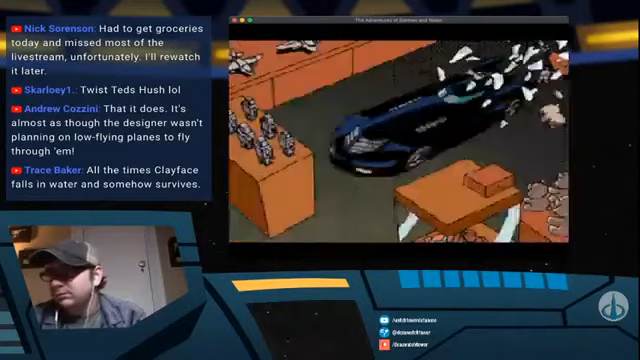 The Adventures of Batman and Robin
Nick Sorenson: Had to get groceries
today and missed most of the
livestream, unfortunately. I'll rewatch
it later.
Skarloey1.: Twist Teds Hush lol
Andrew Cozzini: That it does. It's
almost as though the designer wasn't
planning on low-flying planes to fly
through 'em!
Trace Baker: All the times Clayface
falls in water and somehow survives.